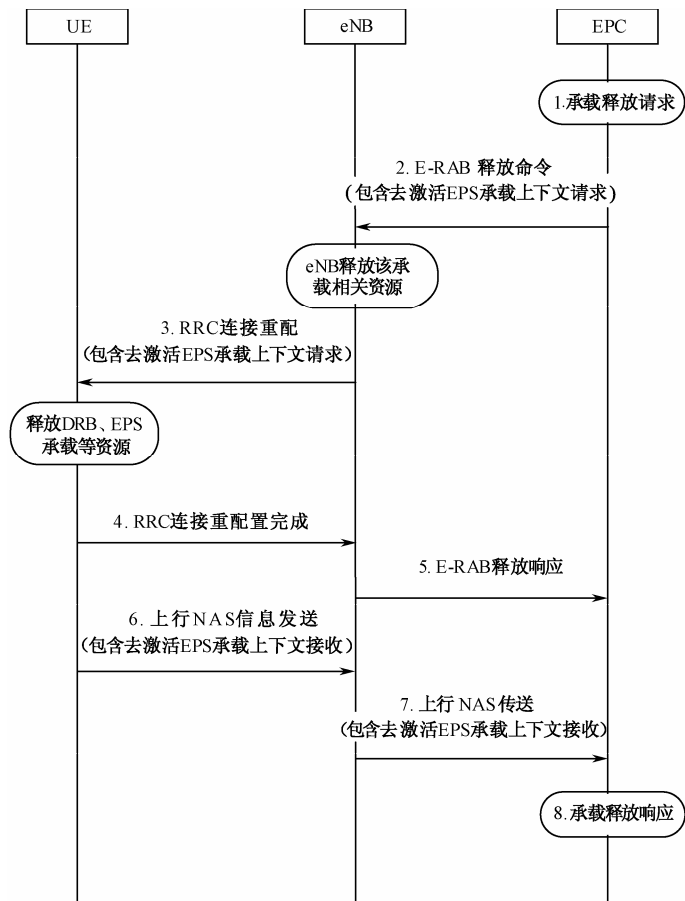 UE
eNB
EPC
1.承载释放请求
2. E-RAB 释放命令
(包含去激活EPS承载上下文请求)
eNB释放该承
载相关资源
3. RRC连接重配
(包含去激活EPS承载上下文请求)
释放DRB、EPS
承载等资源
4. RRC连接重配置完成
5. E-RAB释放响应
6. 上行NAS信息发送
(包含去激活EPS承载上下文接收)
7. 上行 NAS传送
(包含去激活EPS承载上下文接收)
8.承载释放响应